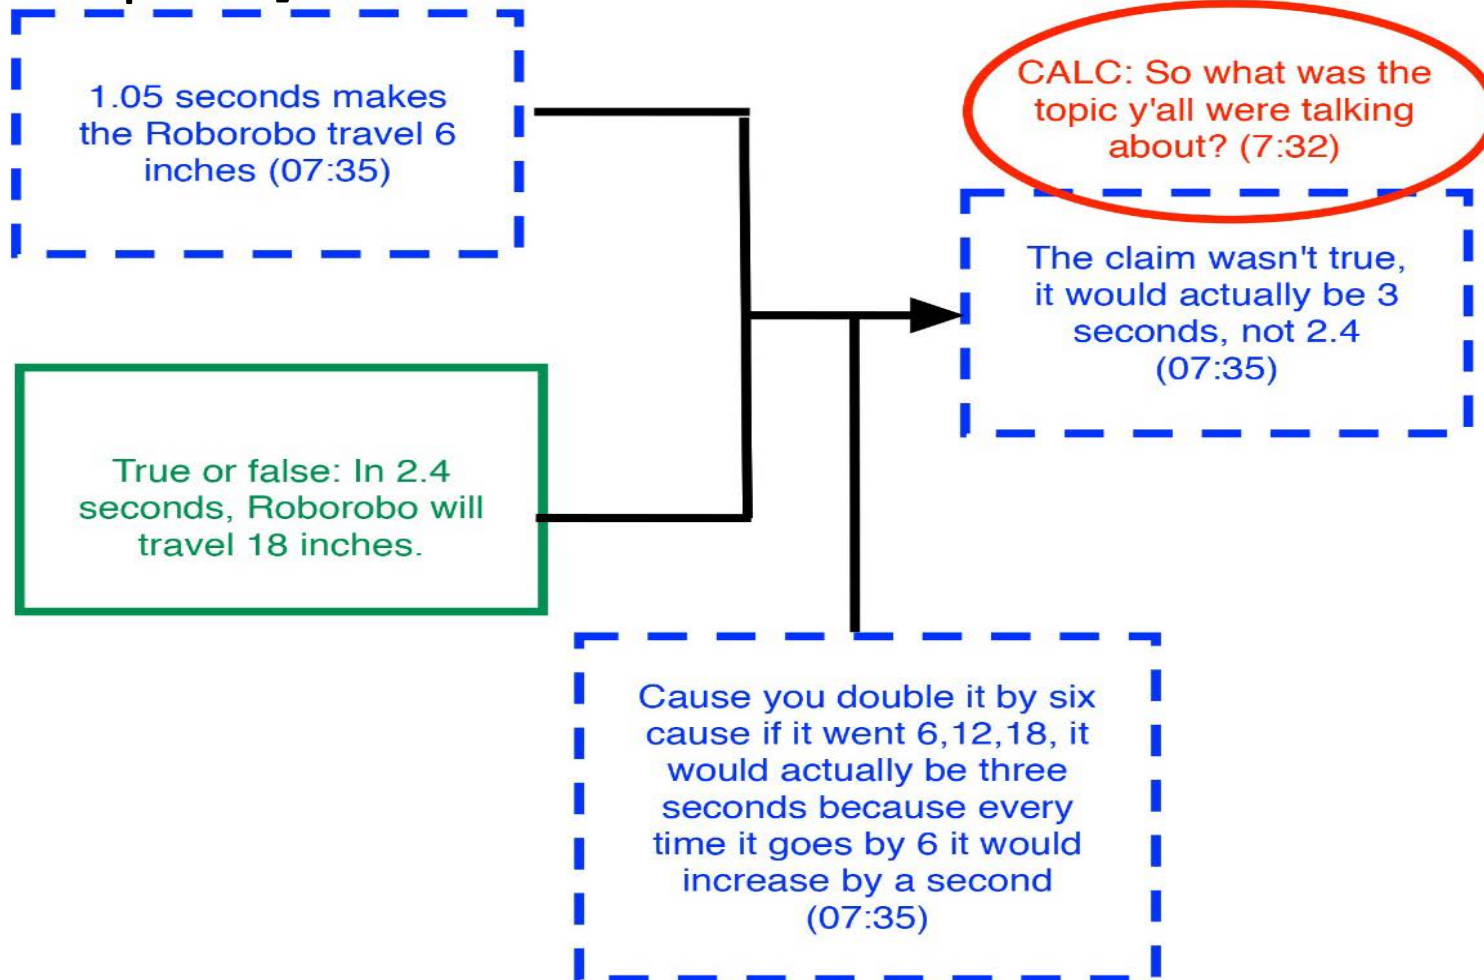 1.05 seconds makes
the Roborobo travel 6
inches (07:35)
CALC: So what was the
topic y'all were talking
about? (7:32)
The claim wasn't true,
it would actually be 3
seconds, not 2.4
(07:35)
True or false: In 2.4
seconds, Roborobo will
travel 18 inches.
Cause you double it by six
cause if it went 6,12,18, it
would actually be three
seconds because every
time it goes by 6 it would
increase by a second
(07:35)